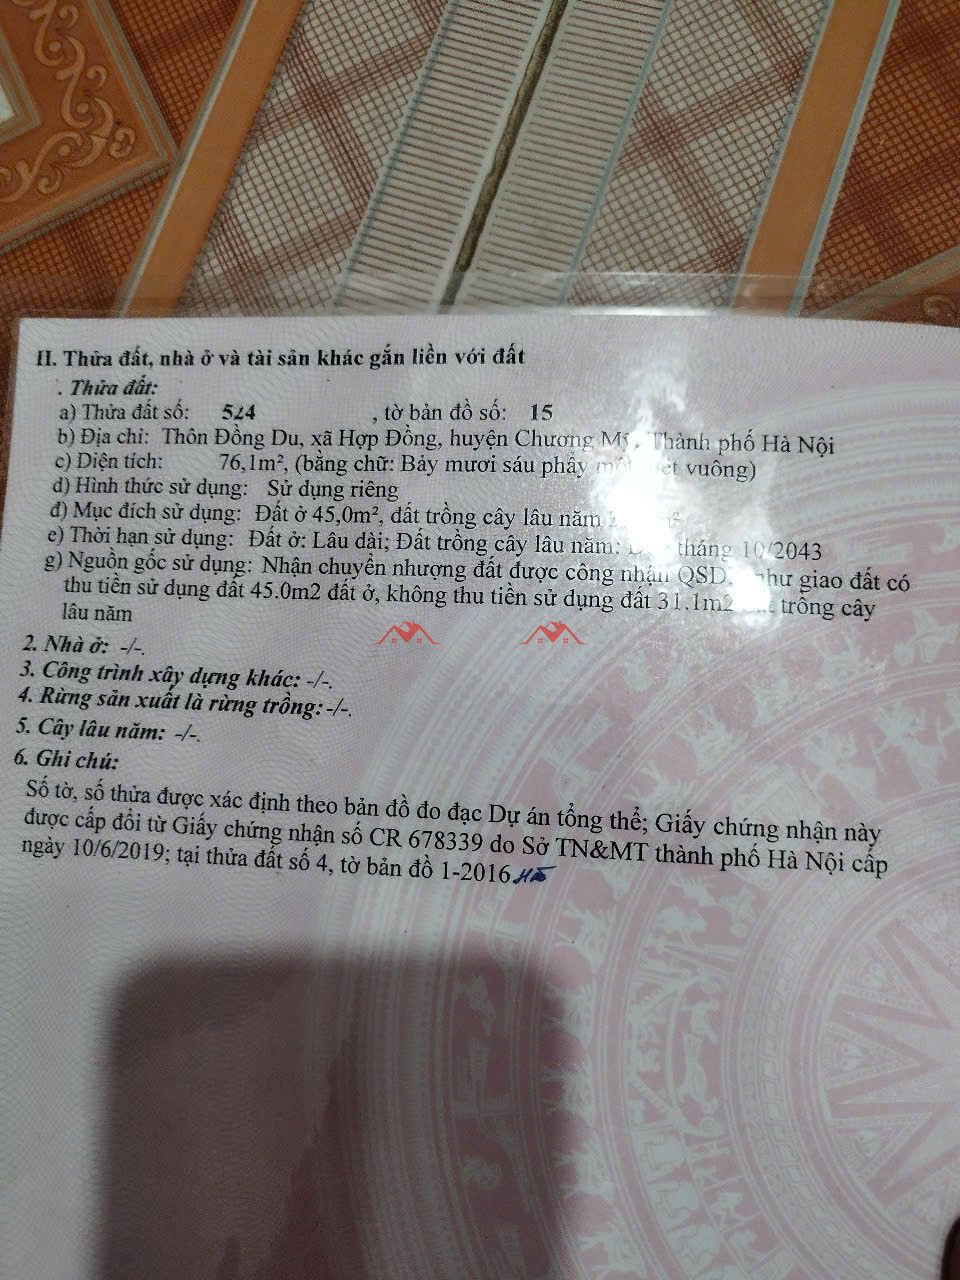 II. Thửa đất, nhà ở và tài sản khác gắn liền với đất
. Thửa đất:
a) Thửa đất số: 524 , tờ bản đồ số: 15
b) Địa chỉ: Thôn Đồng Du, xã Hợp Đồng, huyện Chương Mỹ, Thành phố Hà Nội
c) Diện tích: 76,1m², (bằng chữ: Bảy mươi sáu phẩy một mét vuông)
d) Hình thức sử dụng: Sử dụng riêng
đ) Mục đích sử dụng: Đất ở 45,0m², đất trồng cây lâu năm
e) Thời hạn sử dụng: Đất ở: Lâu dài; Đất trồng cây lâu năm: tháng 10/2043
g) Nguồn gốc sử dụng: Nhận chuyển nhượng đất được công nhận QSD, như giao đất có
thu tiền sử dụng đất 45.0m2 đất ở, không thu tiền sử dụng đất 31.1m2 trồng cây
lâu năm
2. Nhà ở: -/-.
3. Công trình xây dựng khác: -/-.
4. Rừng sản xuất là rừng trồng: -/-.
5. Cây lâu năm: -/-.
6. Ghi chú:
Số tờ, số thửa được xác định theo bản đồ đo đạc Dự án tổng thể; Giấy chứng nhận này
được cấp đổi từ Giấy chứng nhận số CR 678339 do Sở TN&MT thành phố Hà Nội cấp
ngày 10/6/2019; tại thửa đất số 4, tờ bản đồ 1-2016